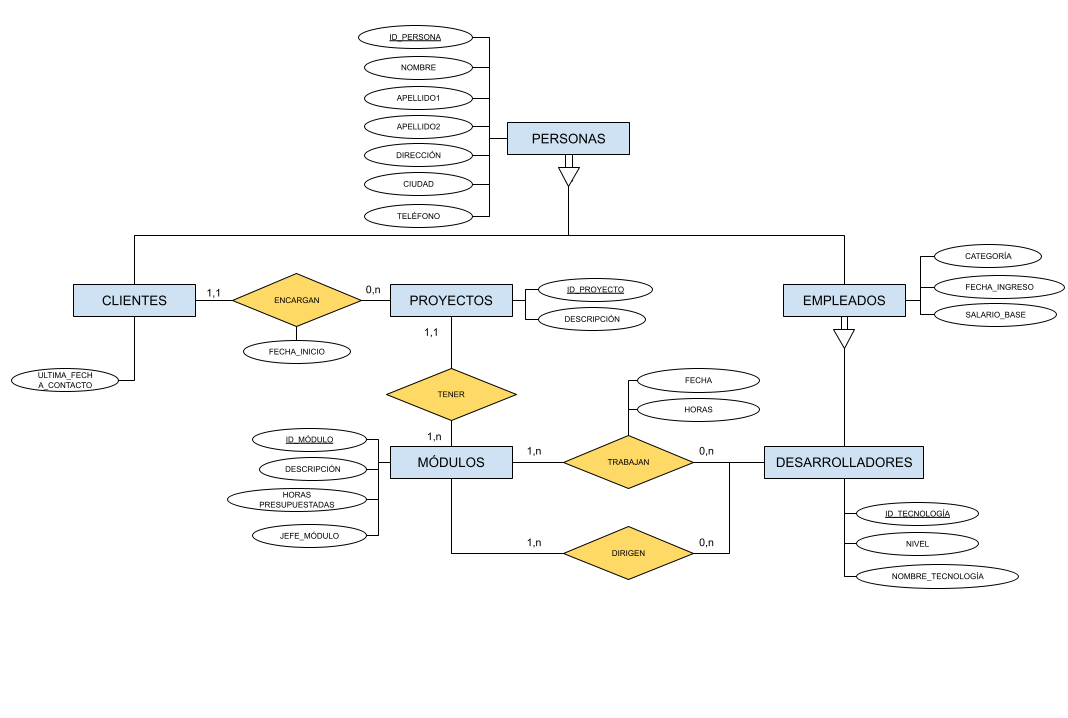 ID_PERSONA
NOMBRE
APELLIDO1
APELLIDO2
DIRECCIÓN
CIUDAD
TELÉFONO
PERSONAS
CLIENTES
1,1
ENCARGAN
0,n
PROYECTOS
ID_PROYECTO
DESCRIPCIÓN
FECHA_INICIO
ULTIMA_FECH
A_CONTACTO
EMPLEADOS
CATEGORÍA
FECHA_INGRESO
SALARIO_BASE
1,1
TENER
1,n
FECHA
HORAS
ID_MÓDULO
DESCRIPCIÓN
HORAS
PRESUPUESTADAS
JEFE_MÓDULO
MÓDULOS
1,n
TRABAJAN
0,n
DESARROLLADORES
1,n
DIRIGEN
0,n
ID_TECNOLOGÍA
NIVEL
NOMBRE_TECNOLOGÍA